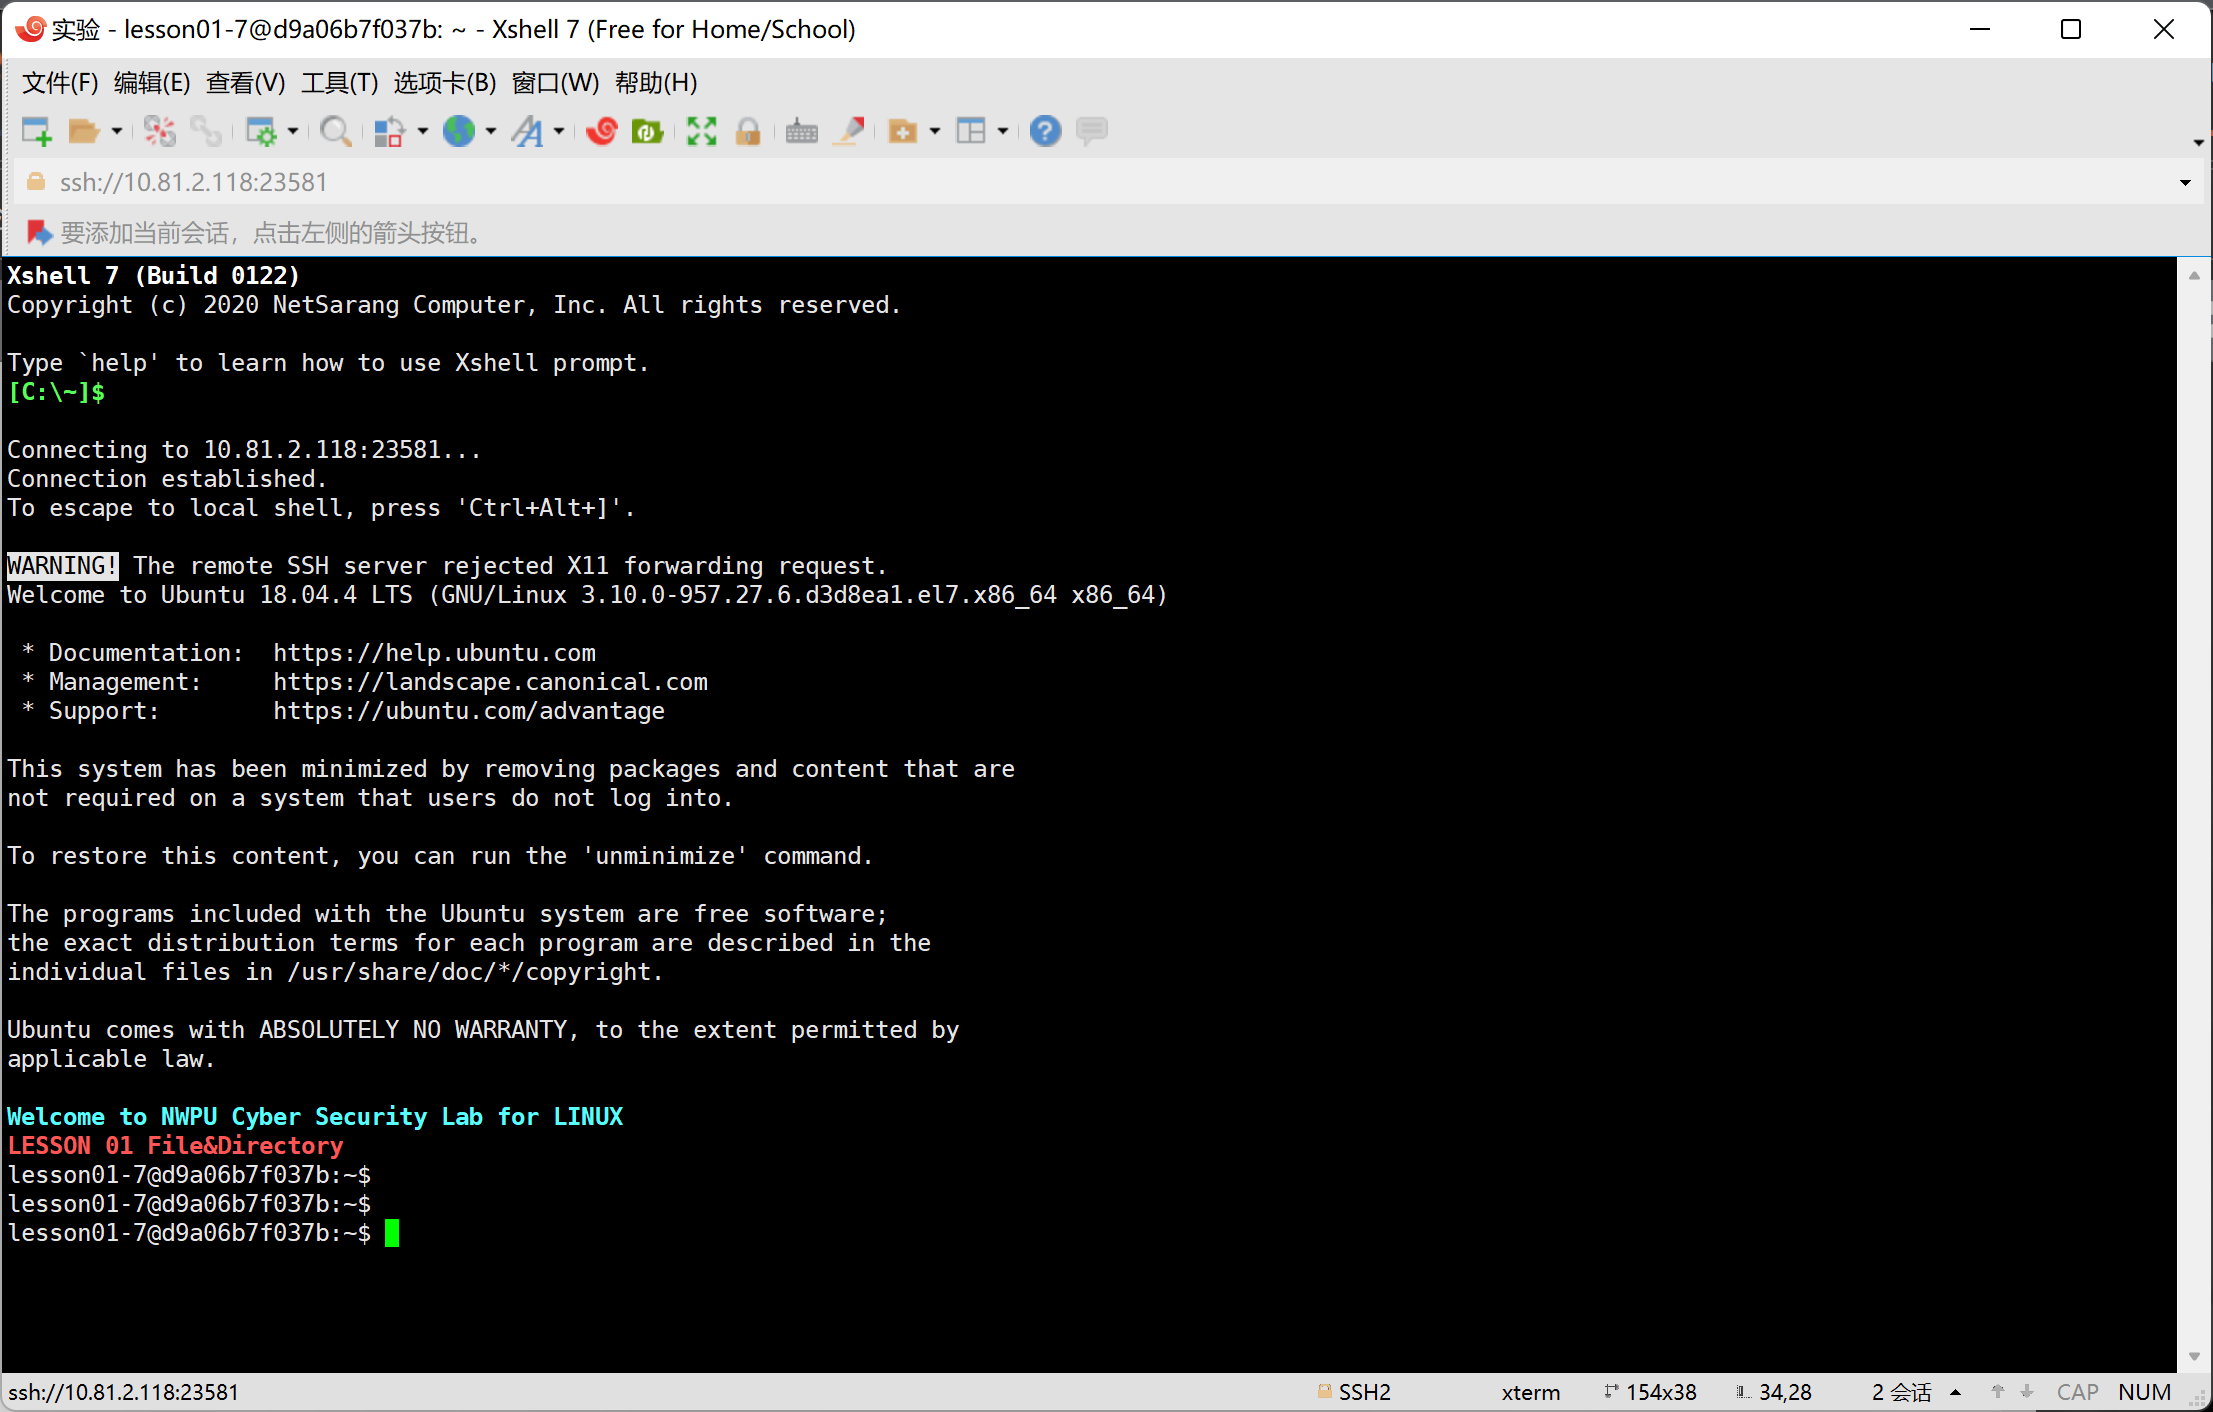 实验 - lesson01-7@d9a06b7f037b: ~ - Xshell 7 (Free for Home/School)
文件(F) 编辑(E) 查看(V) 工具(T) 选项卡(B) 窗口(W) 帮助(H)
ssh://10.81.2.118:23581
要添加当前会话，点击左侧的箭头按钮。
Xshell 7 (Build 0122)
Copyright (c) 2020 NetSarang Computer, Inc. All rights reserved.
Type `help' to learn how to use Xshell prompt.
[C:\~]$
Connecting to 10.81.2.118:23581...
Connection established.
To escape to local shell, press 'Ctrl+Alt+]'.
WARNING! The remote SSH server rejected X11 forwarding request.
Welcome to Ubuntu 18.04.4 LTS (GNU/Linux 3.10.0-957.27.6.d3d8ea1.el7.x86_64 x86_64)
* Documentation:  https://help.ubuntu.com
* Management:     https://landscape.canonical.com
* Support:        https://ubuntu.com/advantage
This system has been minimized by removing packages and content that are
not required on a system that users do not log into.
To restore this content, you can run the 'unminimize' command.
The programs included with the Ubuntu system are free software;
the exact distribution terms for each program are described in the
individual files in /usr/share/doc/*/copyright.
Ubuntu comes with ABSOLUTELY NO WARRANTY, to the extent permitted by
applicable law.
Welcome to NWPU Cyber Security Lab for LINUX
LESSON 01 File&Directory
lesson01-7@d9a06b7f037b:~$
lesson01-7@d9a06b7f037b:~$
lesson01-7@d9a06b7f037b:~$
ssh://10.81.2.118:23581 SSH2 xterm 154x38 34,28 2 会话 CAP NUM